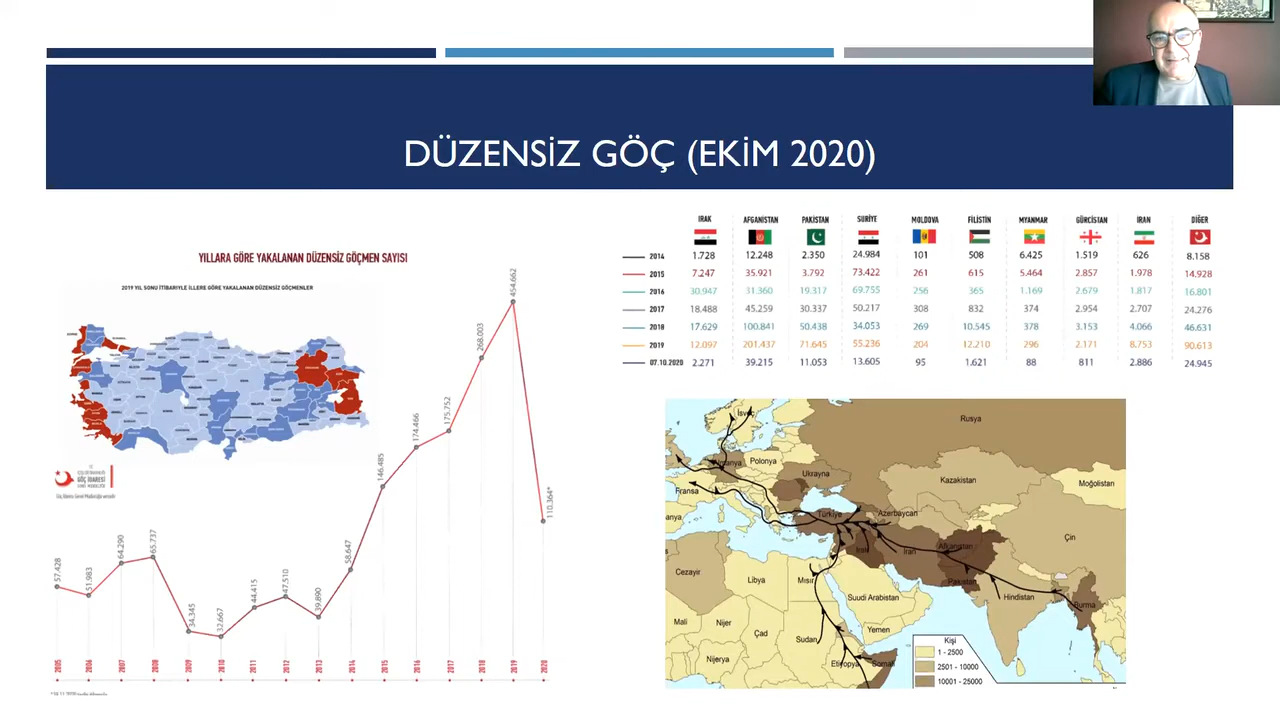 DÜZENSİZ GÖÇ (EKİM 2020)
YILLARA GÖRE YAKALANAN DÜZENSİZ GÖÇMEN SAYISI
2019 YIL SONU İTİBARIYLE İLLERE GÖRE YAKALANAN DÜZENSİZ GÖÇMENLER
GÖÇ İDARESİ
57.428
51.983
64.290
65.737
34.345
32.667
44.415
47.510
39.890
58.647
146.485
174.466
175.752
268.003
454.662
110.364*
2005 2006 2007 2008 2009 2010 2011 2012 2013 2014 2015 2016 2017 2018 2019 2020
IRAK AFGANİSTAN PAKİSTAN SURİYE MOLDOVA FİLİSTİN MYANMAR GÜRCİSTAN IRAN DİĞER
2014 1.728 12.248 2.350 24.984 101 508 6.425 1.519 626 8.158
2015 7.247 35.921 3.792 73.422 261 615 5.464 2.857 1.978 14.928
2016 30.947 31.360 19.317 69.755 256 365 1.169 2.679 1.817 16.801
2017 18.488 45.259 30.337 50.217 308 832 374 2.954 2.707 24.276
2018 17.629 100.841 50.438 34.053 269 10.545 378 3.153 4.066 46.631
2019 12.097 201.437 71.645 55.236 204 12.210 296 2.171 8.753 90.613
07.10.2020 2.271 39.215 11.053 13.605 95 1.621 88 811 2.886 24.945
İsveç
Rusya
Polonya
Ukrayna
Fransa
Kazakistan
Moğolistan
Türkiye
Azerbaycan
Çin
Irak
İran
Afganistan
Pakistan
Cezayir
Libya
Mısır
Suudi Arabistan
Hindistan
Burma
Mali
Nijer
Çad
Sudan
Yemen
Nijerya
Etiyopya
Somali
Kişi
1 - 2500
2501 - 10000
10001 - 25000